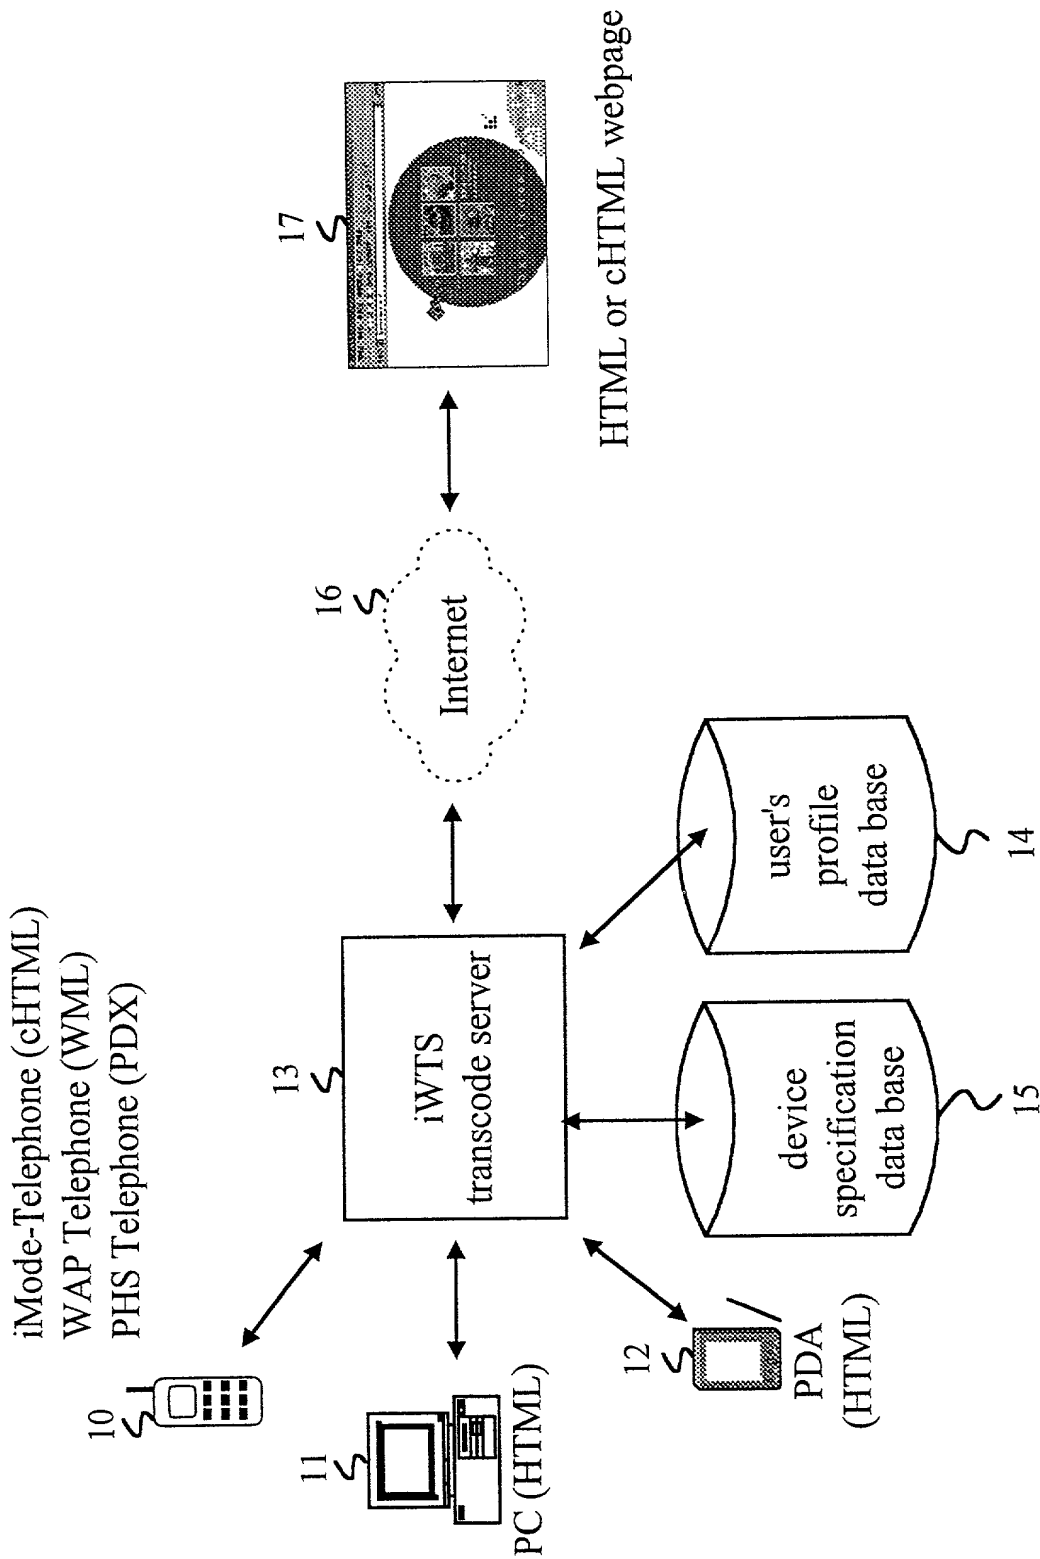 iMode-Telephone (cHTML)
WAP Telephone (WML)
PHS Telephone (PDX)
10
11
PC (HTML)
12
PDA
(HTML)
13
iWTS
transcode server
device
specification
data base
15
user's
profile
data base
14
16
Internet
17
HTML or cHTML webpage